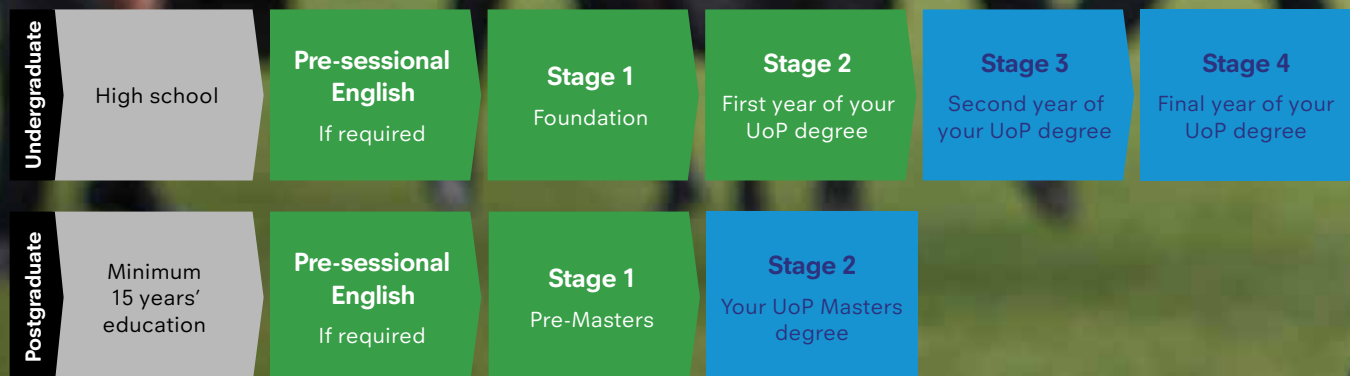 Undergraduate
High school
Pre-sessional
English
If required
Stage 1
Foundation
Stage 2
First year of your
UoP degree
Stage 3
Second year of
your UoP degree
Stage 4
Final year of your
UoP degree
Postgraduate
Minimum
15 years’
education
Pre-sessional
English
If required
Stage 1
Pre-Masters
Stage 2
Your UoP Masters
degree